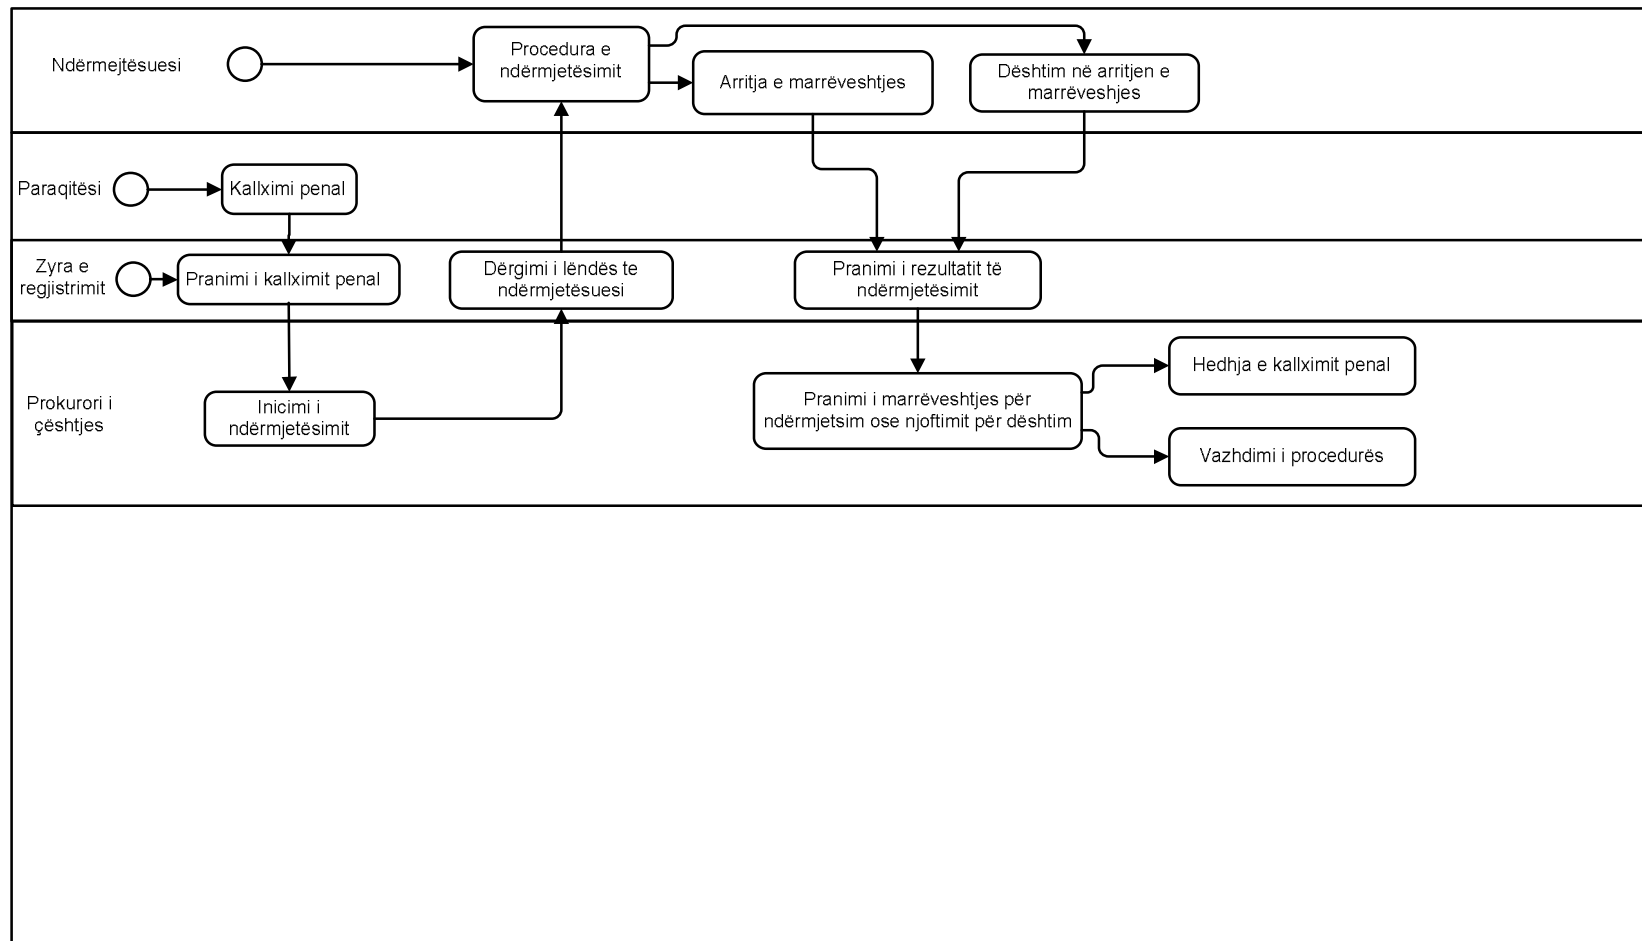 Ndërmejtësuesi
Procedura e
ndërmjetësimit
Arritja e marrëveshtjes
Dështim në arritjen e
marrëveshjes
Paraqitësi
Kallximi penal
Zyra e
regjistrimit
Pranimi i kallximit penal
Dërgimi i lëndës te
ndërmjetësuesi
Pranimi i rezultatit të
ndërmjetësimit
Prokurori i
çështjes
Inicimi i
ndërmjetësimit
Pranimi i marrëveshtjes për
ndërmjetsim ose njoftimit për dështim
Hedhja e kallximit penal
Vazhdimi i procedurës